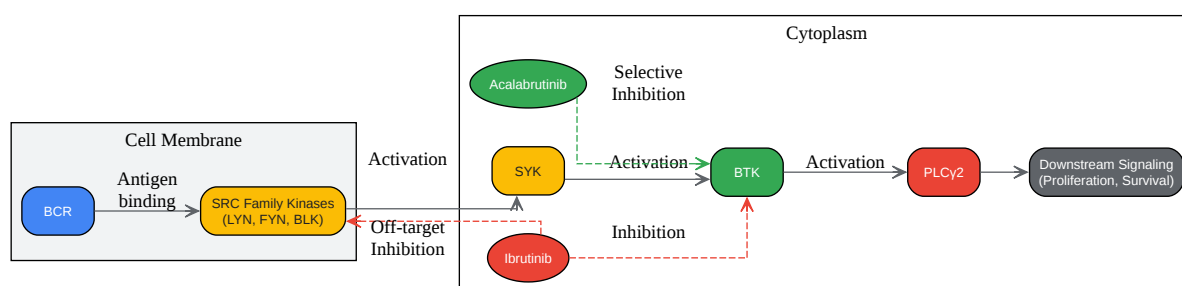 Cytoplasm
Acalabrutinib
Selective
Inhibition
Cell Membrane
Activation
BCR
Antigen
binding
SRC Family Kinases
(LYN, FYN, BLK)
SYK
Activation
BTK
Activation
PLCγ2
Downstream Signaling
(Proliferation, Survival)
Off-target
Inhibition
Ibrutinib
Inhibition